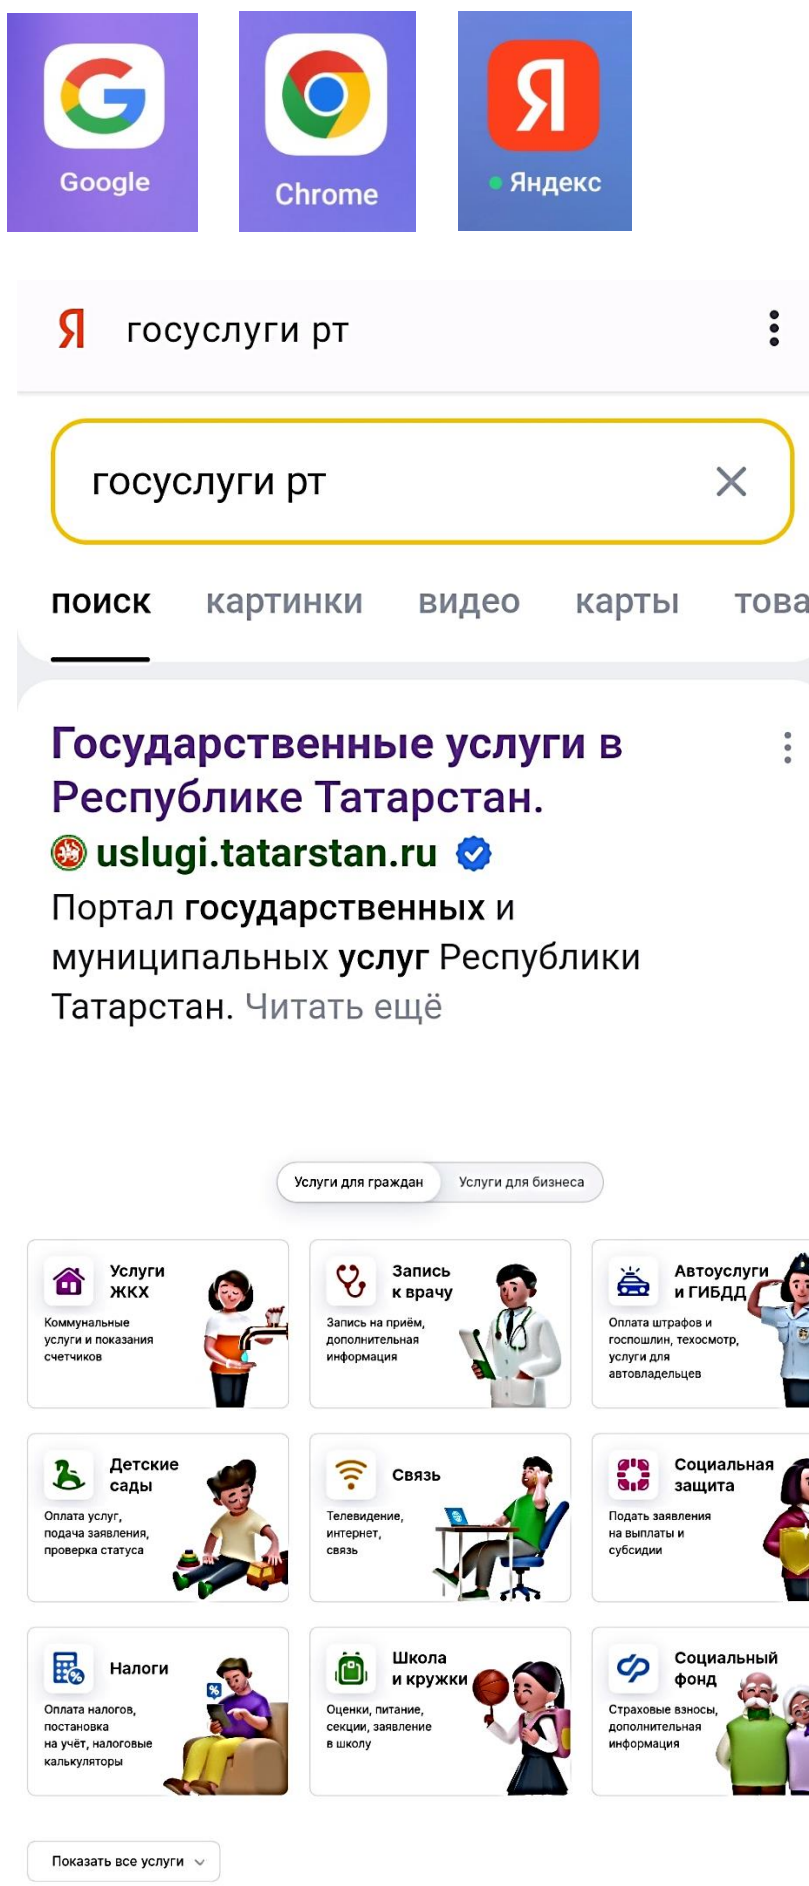 Google
Chrome
Яндекс
Я госуслуги рт
госуслуги рт
поиск картинки видео карты това
Государственные услуги в
Республике Татарстан.
uslugi.tatarstan.ru
Портал государственных и
муниципальных услуг Республики
Татарстан. Читать ещё
Услуги для граждан Услуги для бизнеса
Услуги
ЖКХ
Коммунальные
услуги и показания
счетчиков
Запись
к врачу
Запись на приём,
дополнительная
информация
Автоуслуги
и ГИБДД
Оплата штрафов и
госпошлин, техосмотр,
услуги для
автовладельцев
Детские
сады
Оплата услуг,
подача заявления,
проверка статуса
Связь
Телевидение,
интернет,
связь
Социальная
защита
Подать заявления
на выплаты и
субсидии
Налоги
Оплата налогов,
постановка
на учёт, налоговые
калькуляторы
Школа
и кружки
Оценки, питание,
секции, заявление
в школу
Социальный
фонд
Страховые взносы,
дополнительная
информация
Показать все услуги